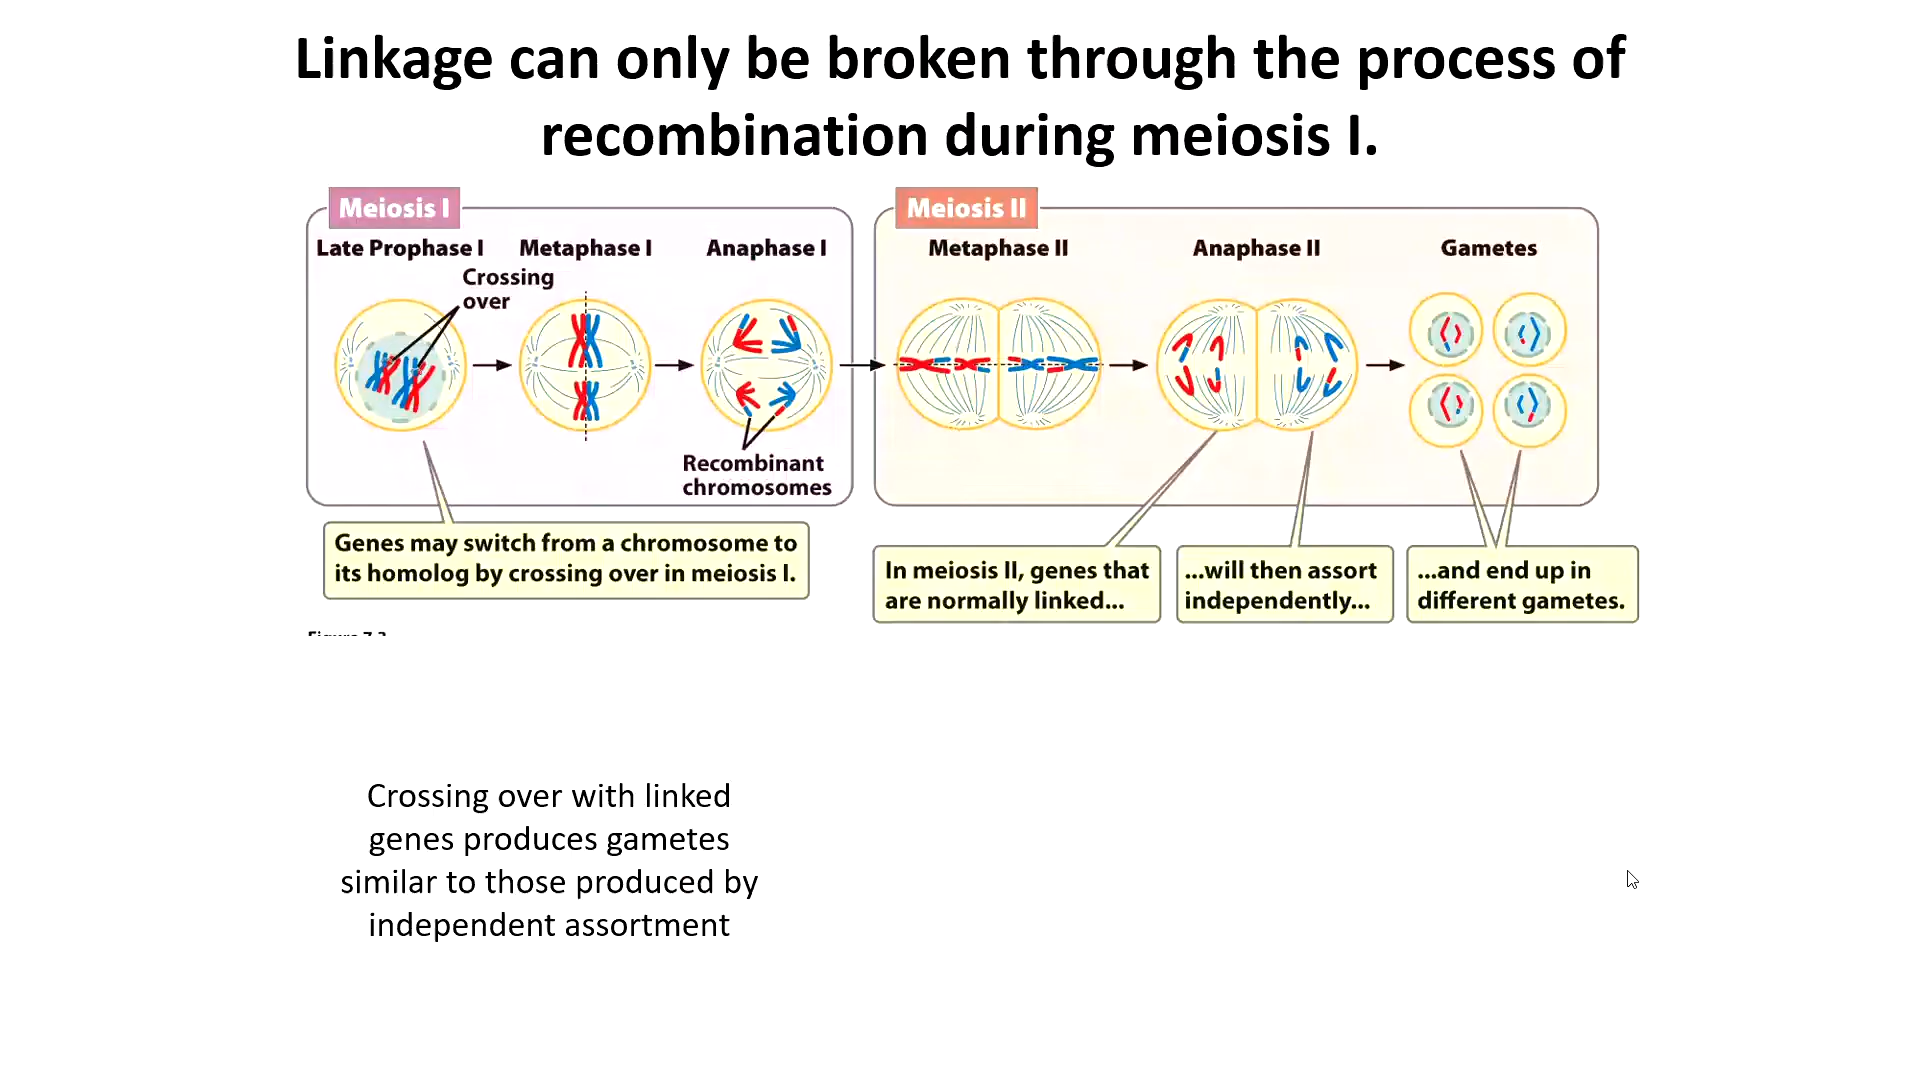 Linkage can only be broken through the process of
recombination during meiosis I.
Meiosis I
Late Prophase I
Metaphase I
Anaphase I
Crossing
over
Recombinant
chromosomes
Genes may switch from a chromosome to
its homolog by crossing over in meiosis I.
Meiosis II
Metaphase II
Anaphase II
Gametes
In meiosis II, genes that
are normally linked...
...will then assort
independently...
...and end up in
different gametes.
Crossing over with linked
genes produces gametes
similar to those produced by
independent assortment